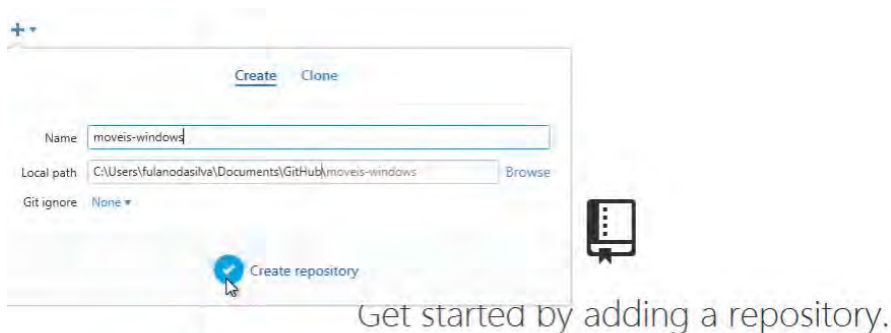 Create Clone
Name moveis-windows
Local path C:\Users\fulanodasilva\Documents\GitHub\moveis-windows Browse
Git ignore None
Create repository
Get started by adding a repository.